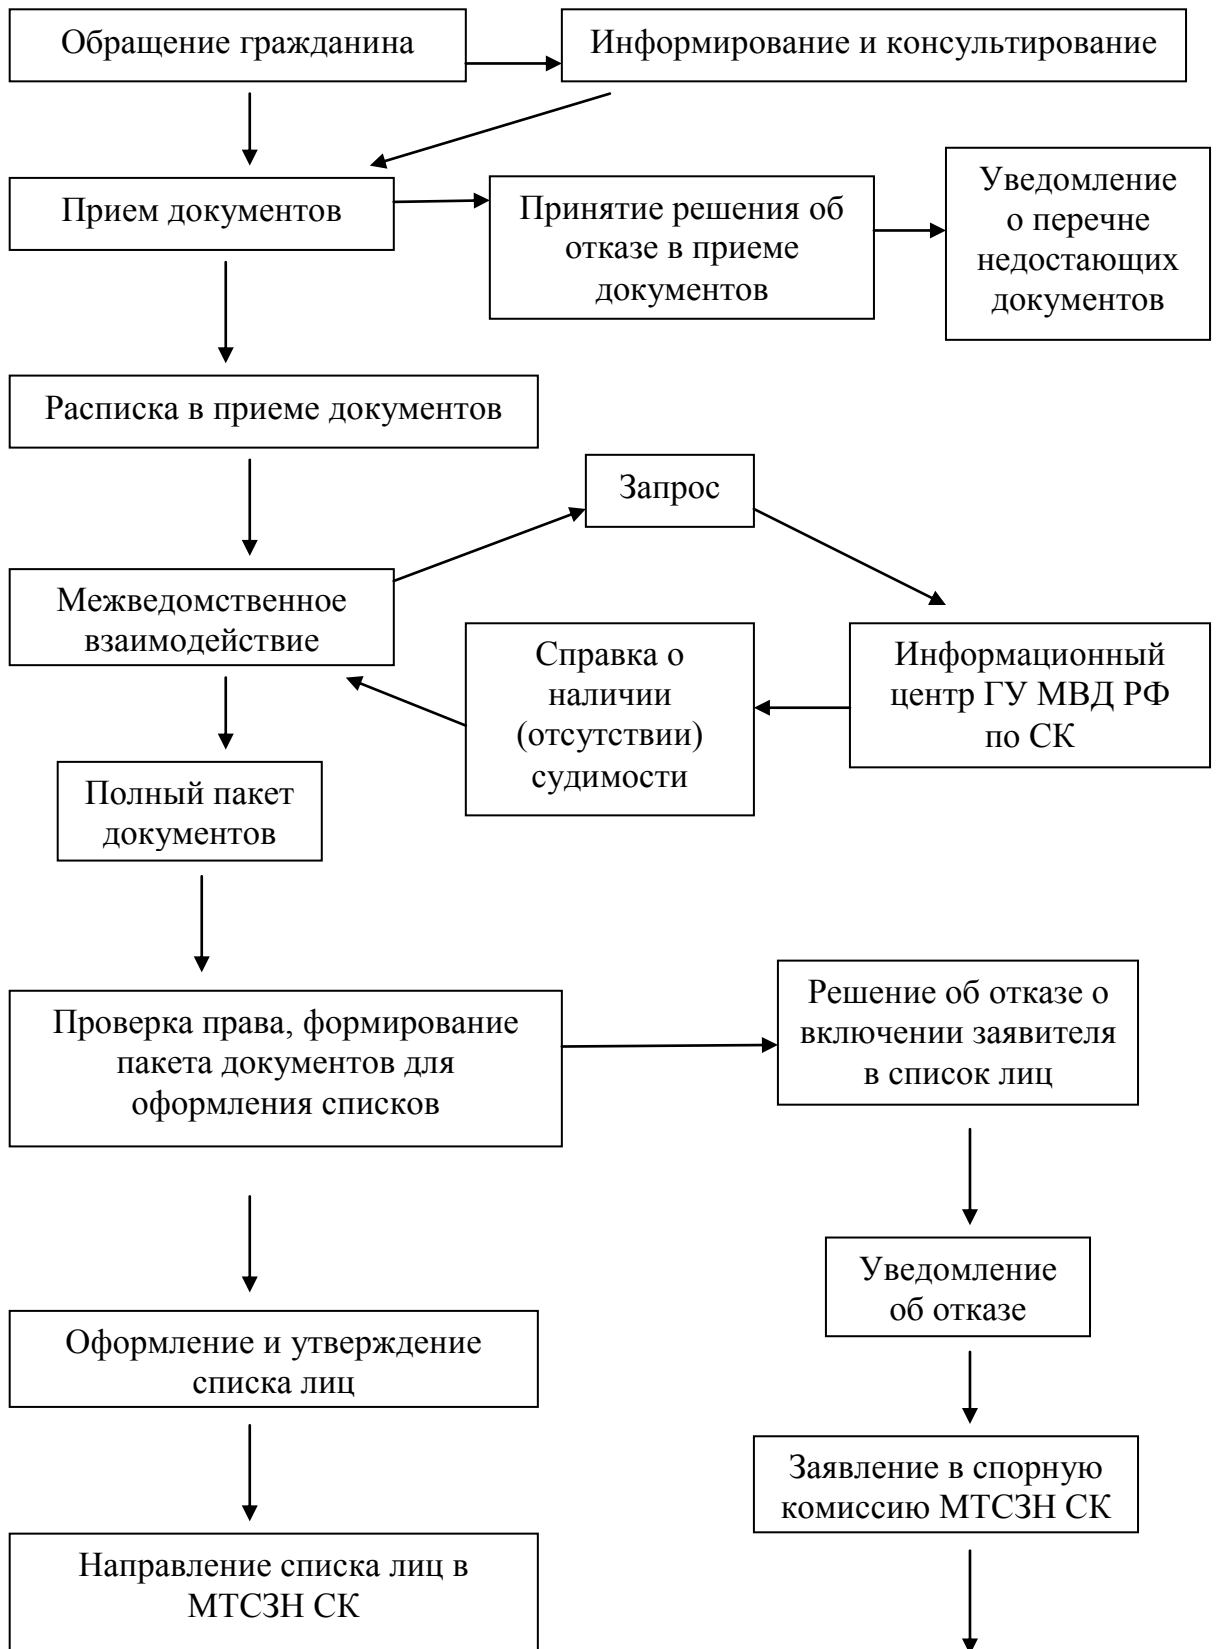 Обращение гражданина
Информирование и консультирование
Прием документов
Принятие решения об
отказе в приеме
документов
Уведомление
о перечне
недостающих
документов
Расписка в приеме документов
Запрос
Межведомственное
взаимодействие
Справка о
наличии
(отсутствии)
судимости
Информационный
центр ГУ МВД РФ
по СК
Полный пакет
документов
Проверка права, формирование
пакета документов для
оформления списков
Решение об отказе о
включении заявителя
в список лиц
Уведомление
об отказе
Оформление и утверждение
списка лиц
Заявление в спорную
комиссию МТСЗН СК
Направление списка лиц в
МТСЗН СК